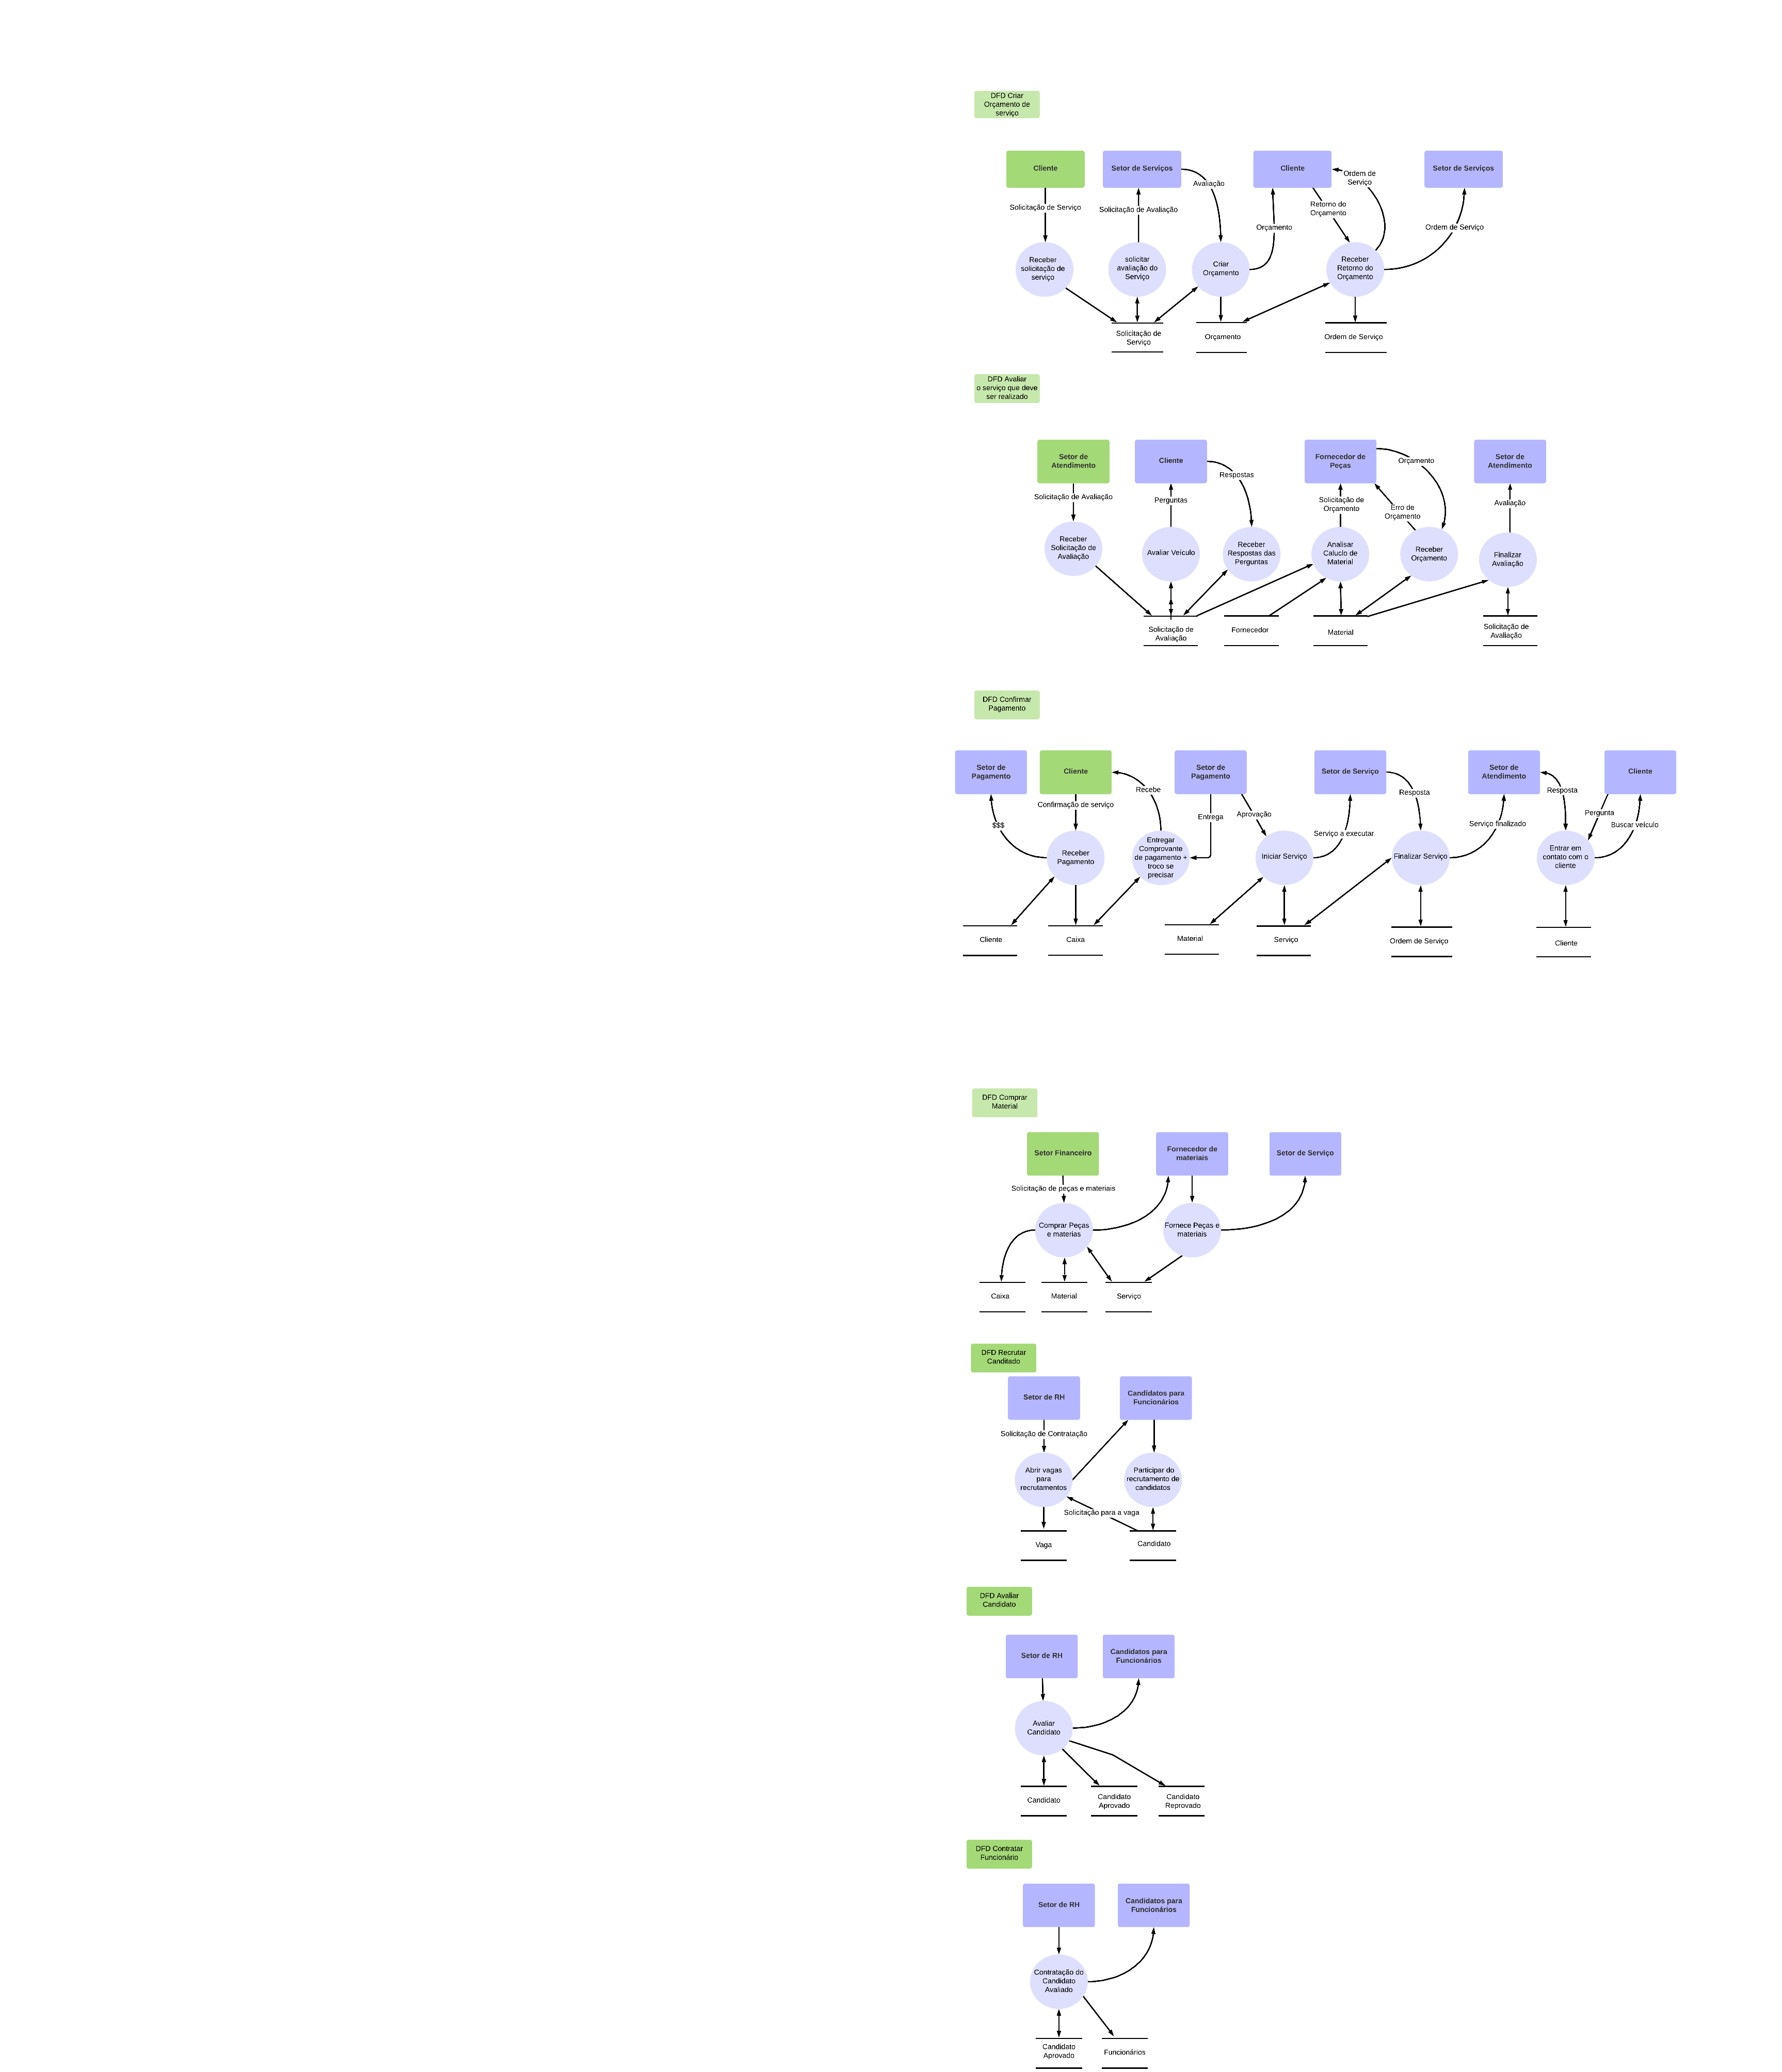 DFD Criar
Orçamento de
serviço
Cliente
Setor de Serviços
Cliente
Setor de Serviços
Ordem de
Serviço
Avaliação
Solicitação de Serviço
Solicitação de Avaliação
Retorno do
Orçamento
Orçamento
Ordem de Serviço
Receber
solicitação de
serviço
solicitar
avaliação do
Serviço
Criar
Orçamento
Receber
Retorno do
Orçamento
Solicitação de
Serviço
Orçamento
Ordem de Serviço
DFD Avaliar
o serviço que deve
ser realizado
Setor de
Atendimento
Cliente
Fornecedor de
Peças
Setor de
Atendimento
Orçamento
Respostas
Solicitação de Avaliação
Perguntas
Solicitação de
Orçamento
Erro de
Orçamento
Avaliação
Receber
Solicitação de
Avaliação
Avaliar Veículo
Receber
Respostas das
Perguntas
Analisar
Caluclo de
Material
Receber
Orçamento
Finalizar
Avaliação
Solicitação de
Avaliação
Fornecedor
Material
Solicitação de
Avaliação
DFD Confirmar
Pagamento
Setor de
Pagamento
Cliente
Setor de
Pagamento
Setor de Serviço
Setor de
Atendimento
Cliente
Recebe
Resposta
Resposta
Confirmação de serviço
Entrega
Aprovação
Pergunta
$$$
Serviço a executar
Serviço finalizado
Buscar veículo
Receber
Pagamento
Entregar
Comprovante
de pagamento +
troco se
precisar
Iniciar Serviço
Finalizar Serviço
Entrar em
contato com o
cliente
Cliente
Caixa
Material
Serviço
Ordem de Serviço
Cliente
DFD Comprar
Material
Setor Financeiro
Fornecedor de
materiais
Setor de Serviço
Solicitação de peças e materiais
Comprar Peças
e materias
Fornece Peças e
materiais
Caixa
Material
Serviço
DFD Recrutar
Canditado
Setor de RH
Candidatos para
Funcionários
Solicitação de Contratação
Abrir vagas
para
recrutamentos
Participar do
recrutamento de
candidatos
Solicitação para a vaga
Vaga
Candidato
DFD Avaliar
Candidato
Setor de RH
Candidatos para
Funcionários
Avaliar
Candidato
Candidato
Candidato
Aprovado
Candidato
Reprovado
DFD Contratar
Funcionário
Setor de RH
Candidatos para
Funcionários
Contratação do
Candidato
Avaliado
Candidato
Aprovado
Funcionários